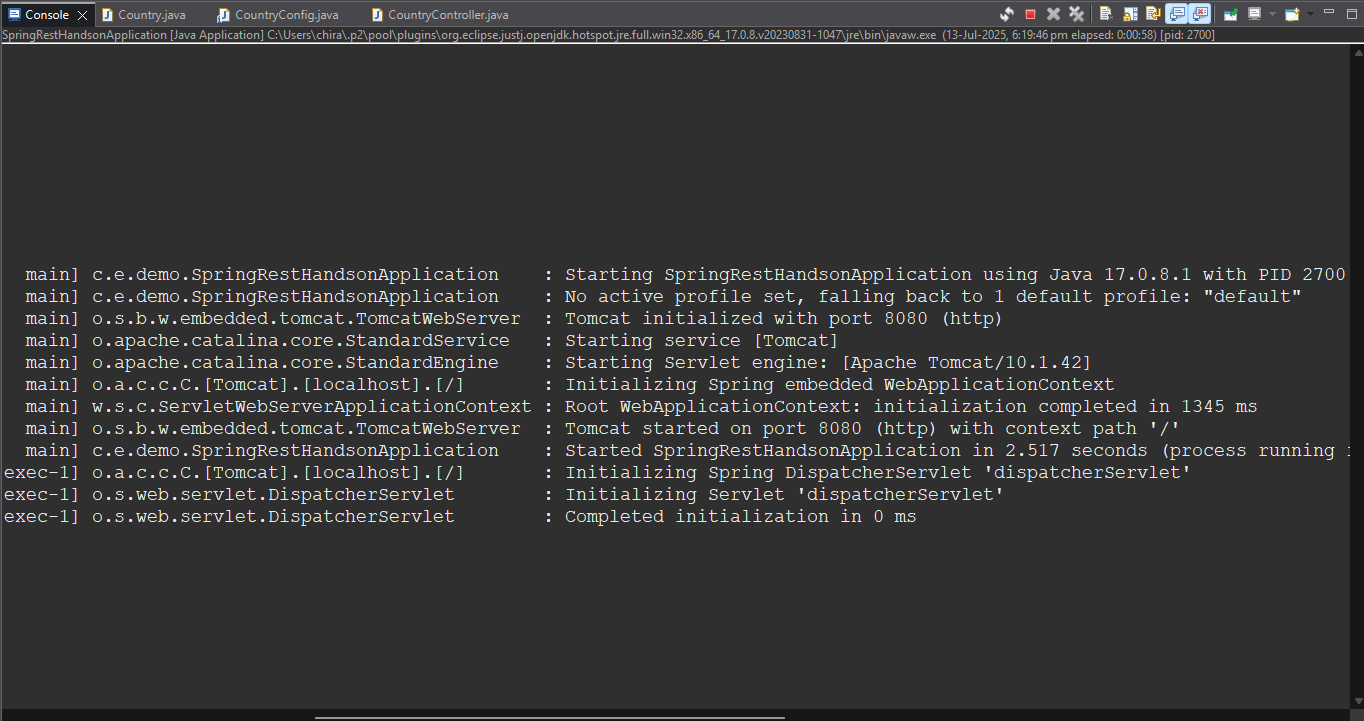 Console Country.java CountryConfig.java CountryController.java
SpringRestHandsonApplication [Java Application] C:\Users\chira\.p2\pool\plugins\org.eclipse.justj.openjdk.hotspot.jre.full.win32.x86_64_17.0.8.v20230831-1047\jre\bin\javaw.exe (13-Jul-2025, 6:19:46 pm elapsed: 0:00:58) [pid: 2700]
main] c.e.demo.SpringRestHandsonApplication : Starting SpringRestHandsonApplication using Java 17.0.8.1 with PID 2700
main] c.e.demo.SpringRestHandsonApplication : No active profile set, falling back to 1 default profile: "default"
main] o.s.b.w.embedded.tomcat.TomcatWebServer : Tomcat initialized with port 8080 (http)
main] o.apache.catalina.core.StandardService : Starting service [Tomcat]
main] o.apache.catalina.core.StandardEngine : Starting Servlet engine: [Apache Tomcat/10.1.42]
main] o.a.c.c.C.[Tomcat].[localhost].[/] : Initializing Spring embedded WebApplicationContext
main] w.s.c.ServletWebServerApplicationContext : Root WebApplicationContext: initialization completed in 1345 ms
main] o.s.b.w.embedded.tomcat.TomcatWebServer : Tomcat started on port 8080 (http) with context path '/'
main] c.e.demo.SpringRestHandsonApplication : Started SpringRestHandsonApplication in 2.517 seconds (process running
exec-1] o.a.c.c.C.[Tomcat].[localhost].[/] : Initializing Spring DispatcherServlet 'dispatcherServlet'
exec-1] o.s.web.servlet.DispatcherServlet : Initializing Servlet 'dispatcherServlet'
exec-1] o.s.web.servlet.DispatcherServlet : Completed initialization in 0 ms